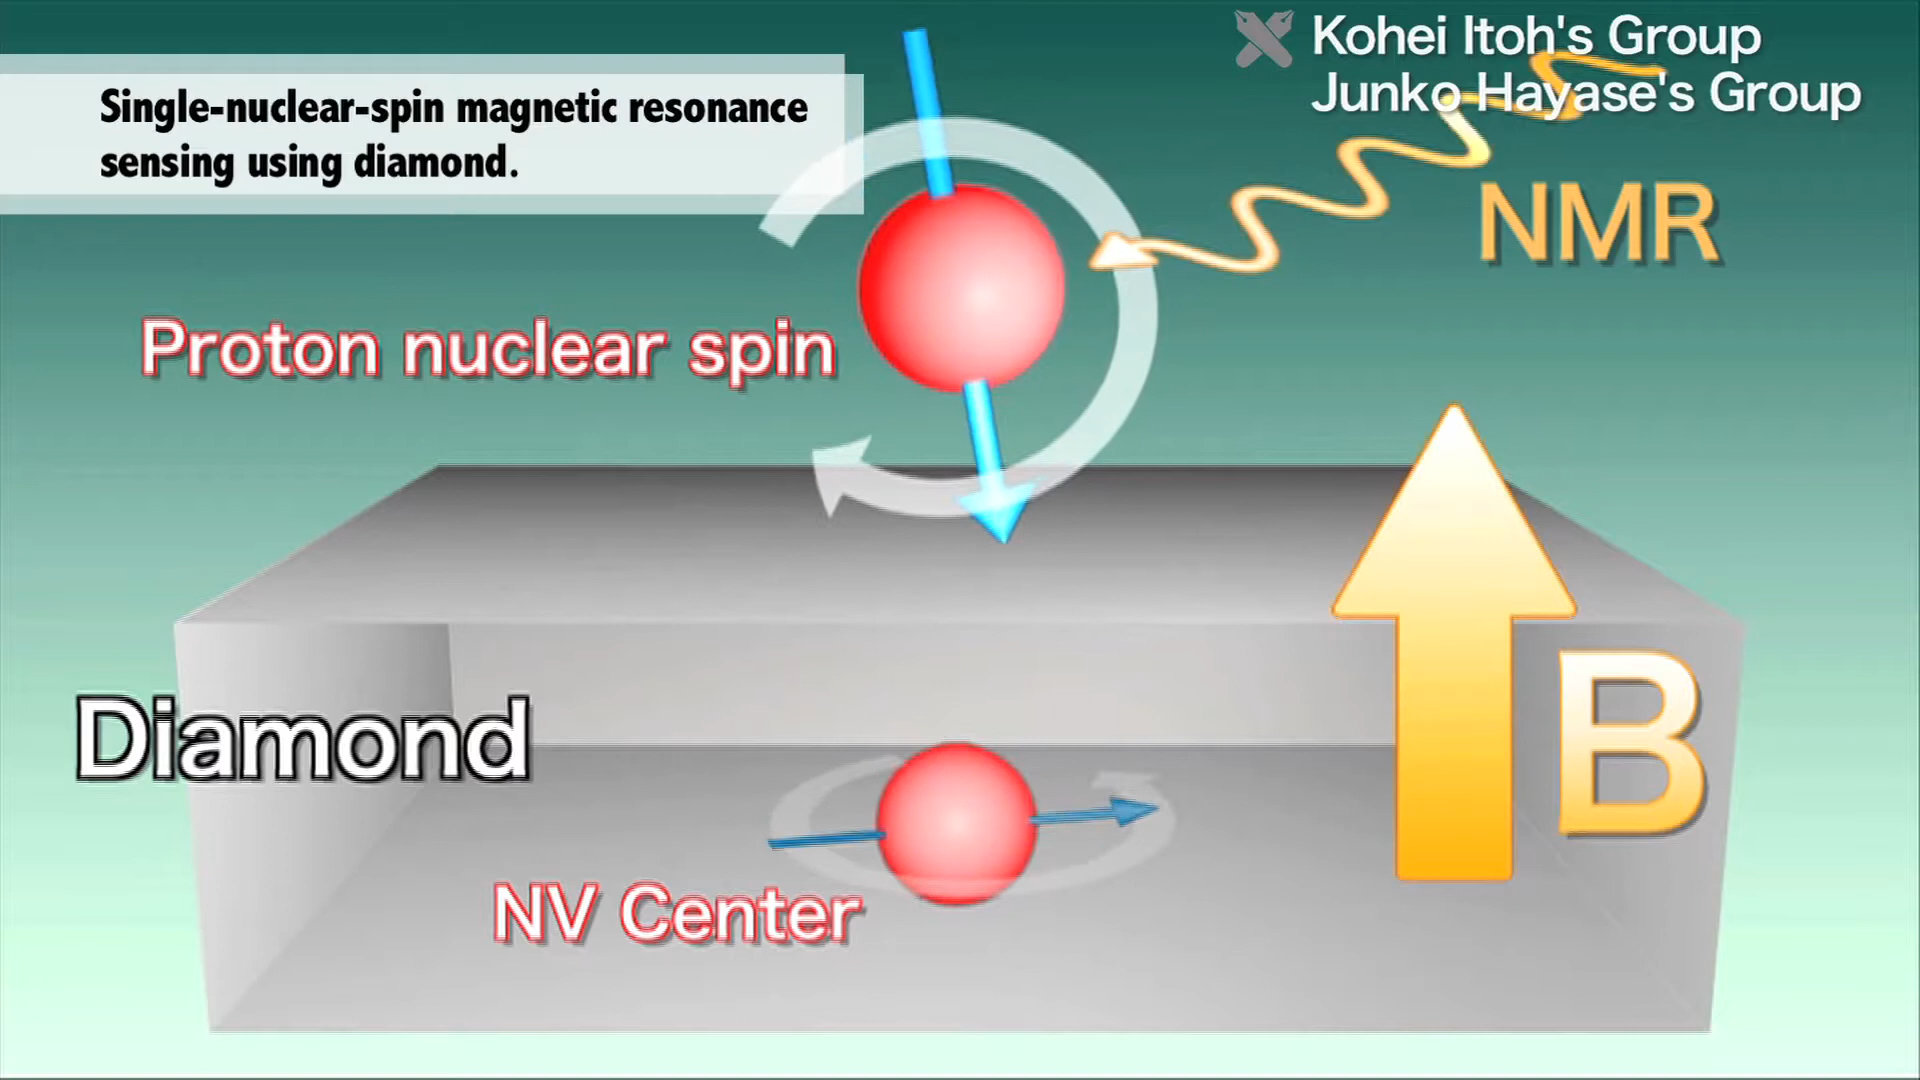 Single-nuclear-spin magnetic resonance
sensing using diamond.
Kohei Itoh's Group
Junko Hayase's Group
NMR
Proton nuclear spin
Diamond
B
NV Center